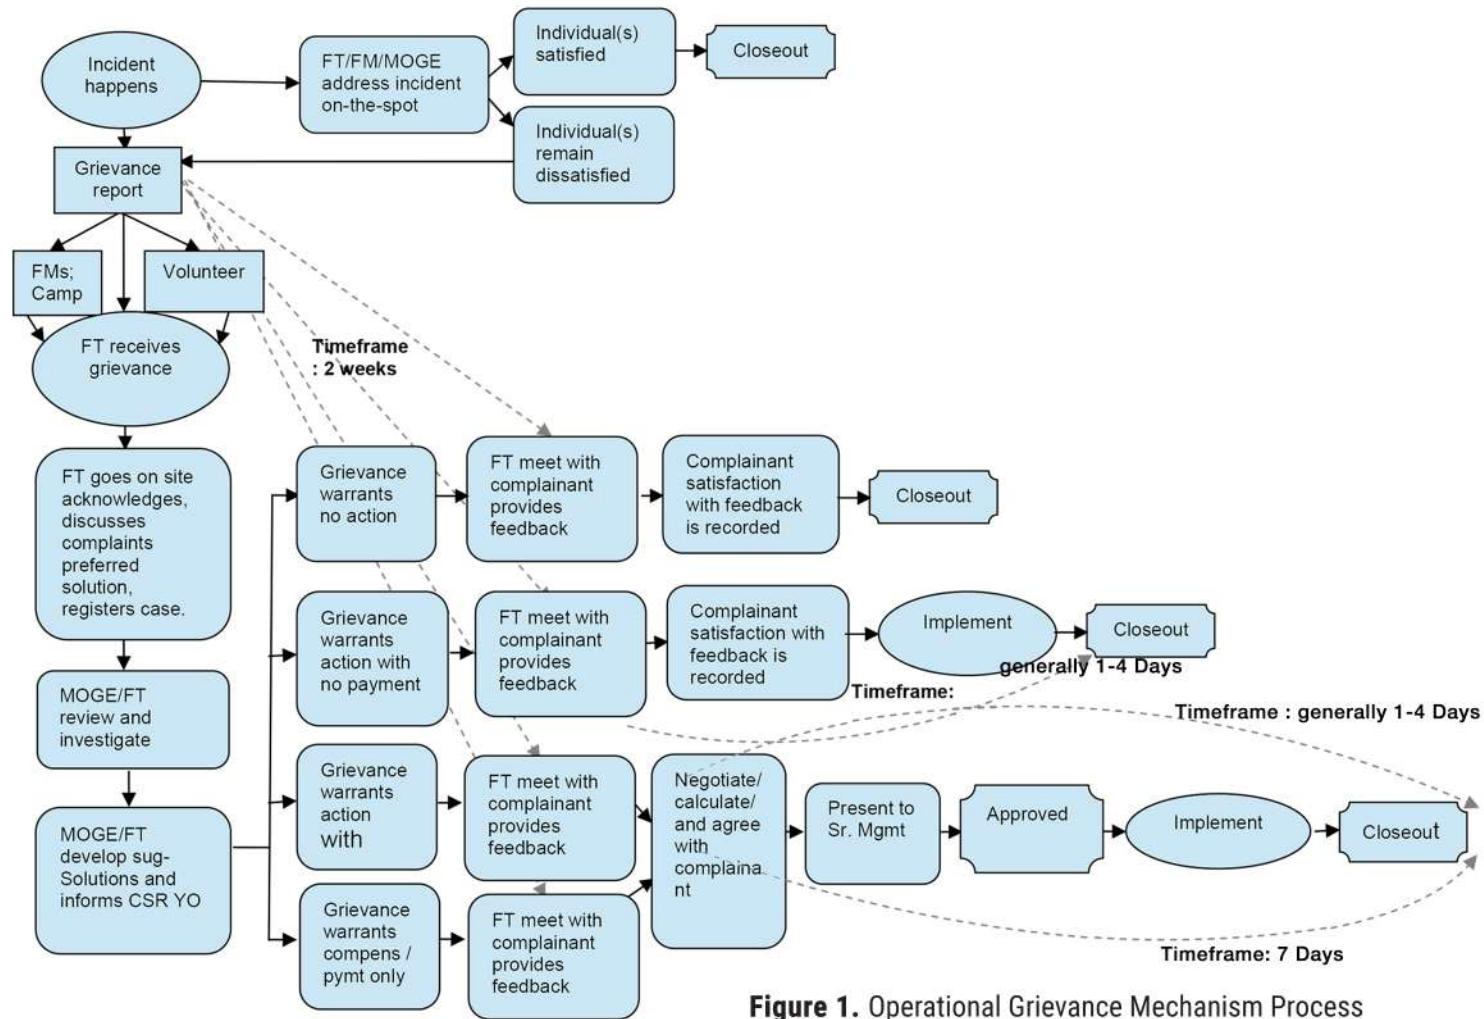 Incident
happens
FT/FM/MOGE
address incident
on-the-spot
Individual(s)
satisfied
Closeout
Individual(s)
remain
dissatisfied
Grievance
report
FMs;
Camp
Volunteer
FT receives
grievance
Timeframe
: 2 weeks
FT goes on site
acknowledges,
discusses
complaints
preferred
solution,
registers case.
MOGE/FT
review and
investigate
MOGE/FT
develop sug-
Solutions and
informs CSR YO
Grievance
warrants
no action
FT meet with
complainant
provides
feedback
Complainant
satisfaction
with feedback
is recorded
Closeout
Grievance
warrants
action with
no payment
FT meet with
complainant
provides
feedback
Complainant
satisfaction with
feedback is
recorded
Implement
Closeout
generally 1-4 Days
Timeframe:
Timeframe : generally 1-4 Days
Grievance
warrants
action
with
FT meet with
complainant
provides
feedback
Negotiate/
calculate/
and agree
with
complaina
nt
Present to
Sr. Mgmt
Approved
Implement
Closeout
Grievance
warrants
compens /
pymt only
FT meet with
complainant
provides
feedback
Timeframe: 7 Days
Figure 1. Operational Grievance Mechanism Process